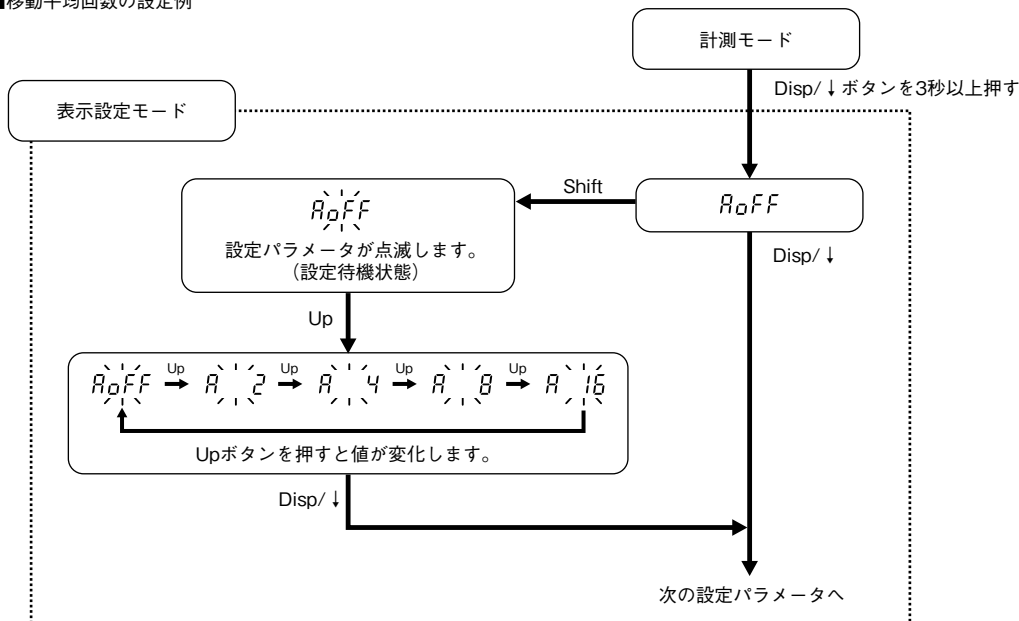 ■移動平均回数の設定例
計測モード
Disp/↓ボタンを3秒以上押す
表示設定モード
AoFF
Shift
AoFF
設定パラメータが点滅します。
(設定待機状態)
Disp/↓
Up
AoFF Up A 2 Up A 4 Up A 8 Up A 16
Upボタンを押すと値が変化します。
Disp/↓
次の設定パラメータへ